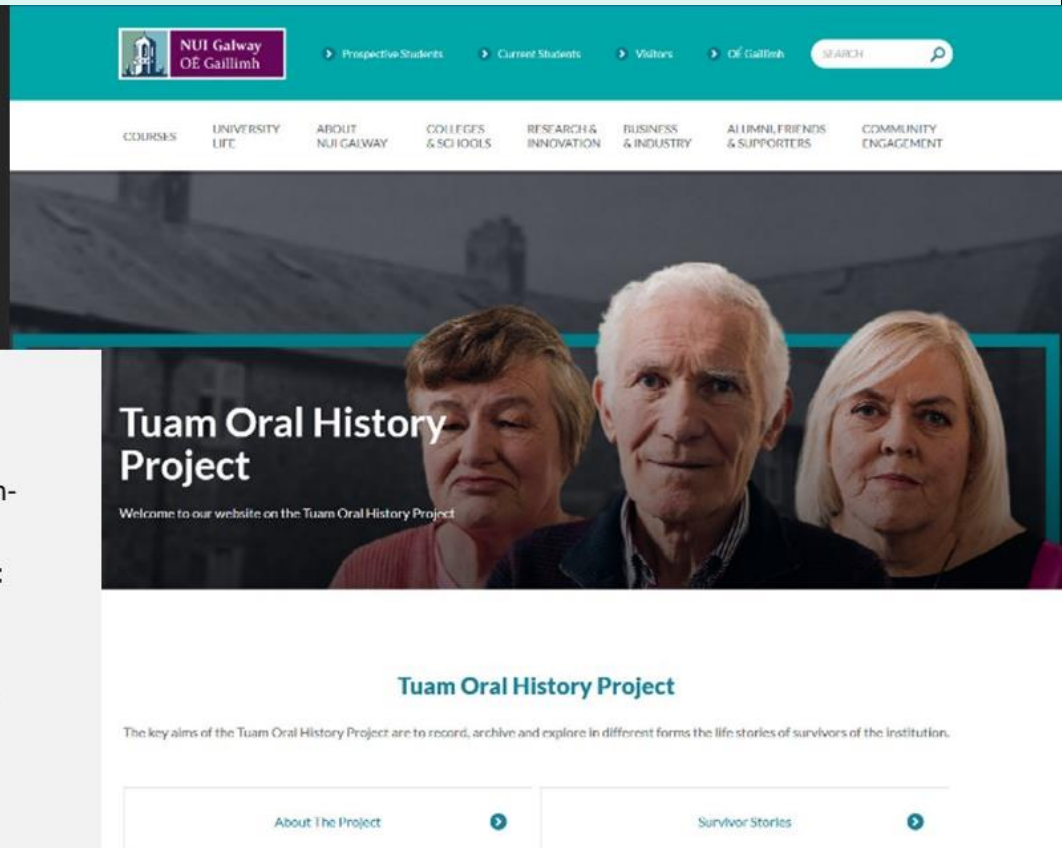 NUI Galway
OÉ Gaillimh
Prospective Students
Current Students
Visitors
OÉ Gaillimh
SEARCH
COURSES
UNIVERSITY
LIFE
ABOUT
NUI GALWAY
COLLEGES
& SCHOOLS
RESEARCH &
INNOVATION
BUSINESS
& INDUSTRY
ALUMNI, FRIENDS
& SUPPORTERS
COMMUNITY
ENGAGEMENT
Tuam Oral History
Project
Welcome to our website on the Tuam Oral History Project
Tuam Oral History Project
The key aims of the Tuam Oral History Project are to record, archive and explore in different forms the life stories of survivors of the institution.
About The Project
Survivor Stories